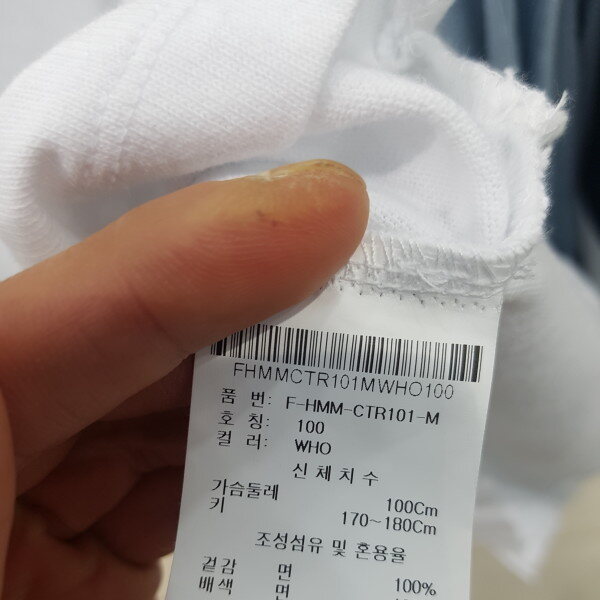 FHMMCTR101MWHO100
품 번: F-HMM-CTR101-M
호 칭: 100
컬 러: WHO
신체치수
가슴둘레 100Cm
키 170~180Cm
조성섬유 및 혼용율
겉감 면 100%
배색 면